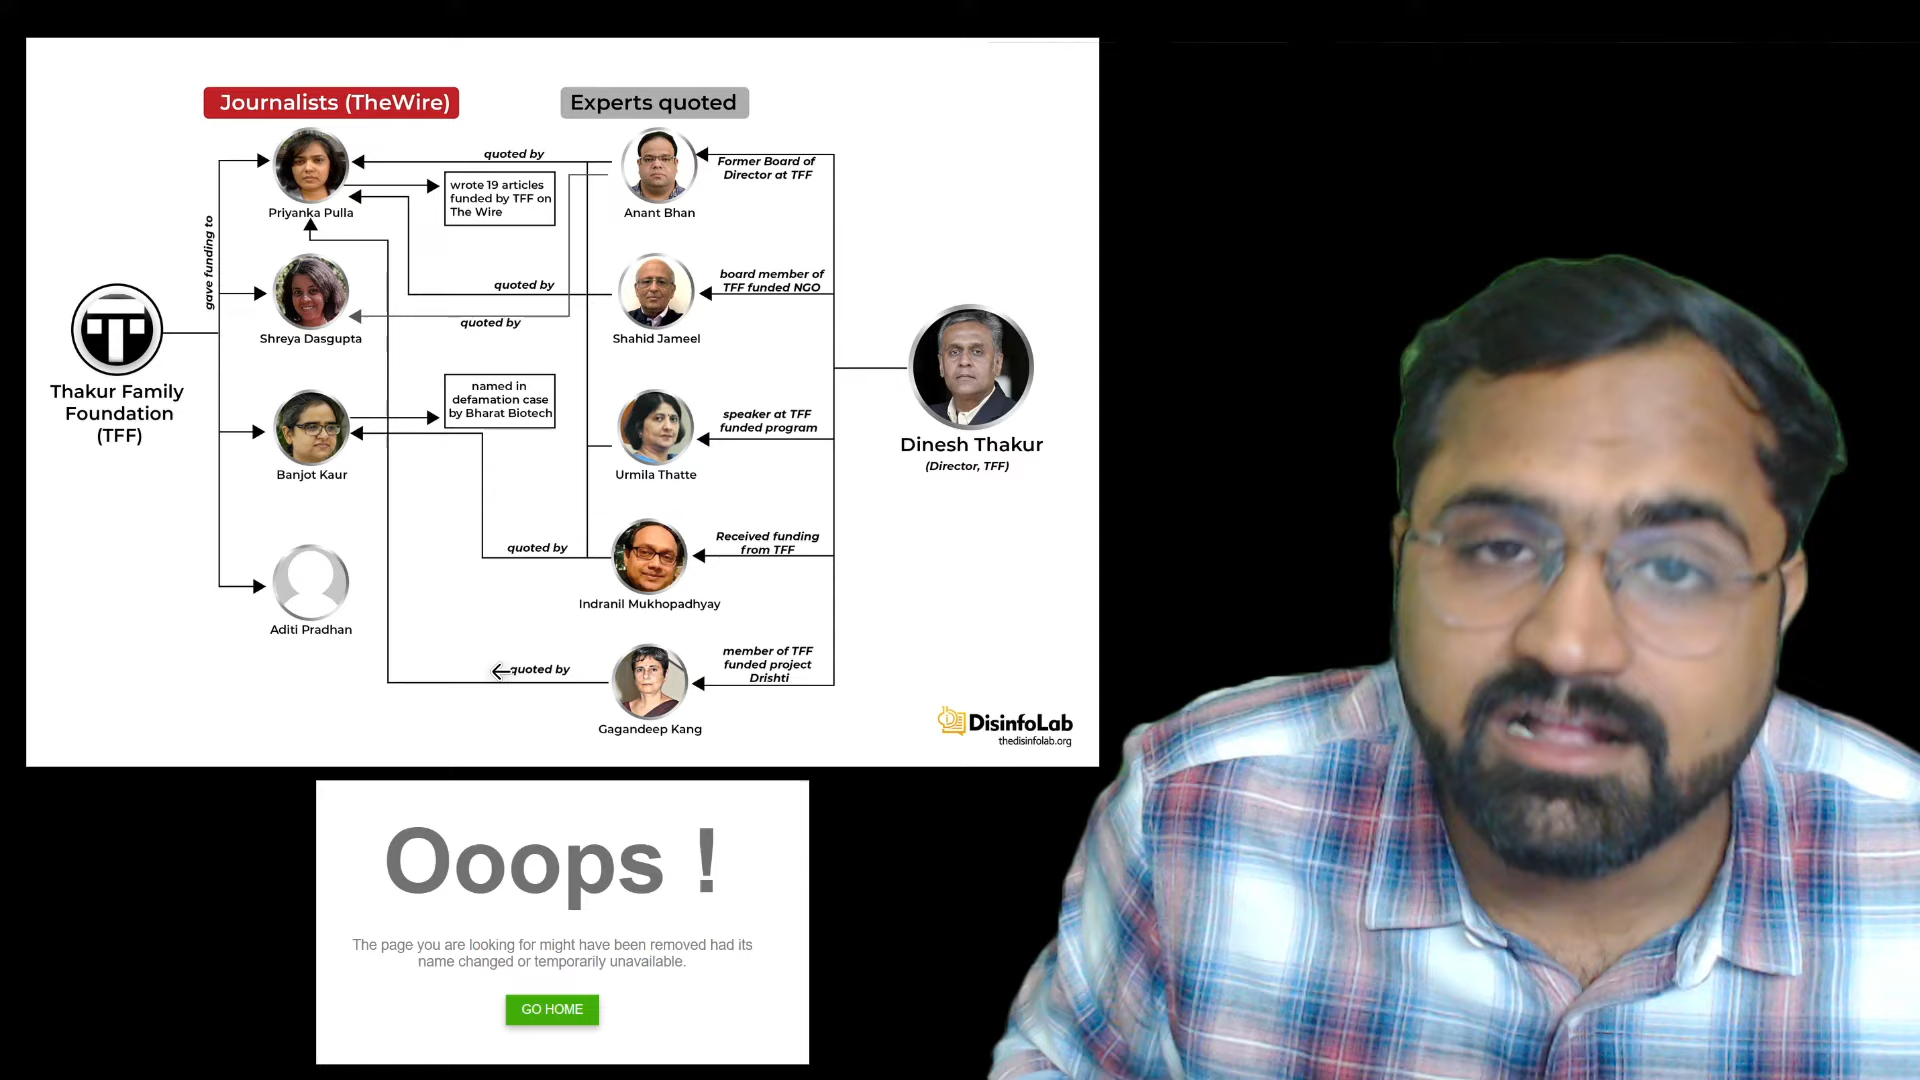 Journalists (TheWire)
Experts quoted
gave funding to
Thakur Family
Foundation
(TFF)
Priyanka Pulla
wrote 19 articles
funded by TFF on
The Wire
quoted by
Anant Bhan
Former Board of
Director at TFF
Shreya Dasgupta
quoted by
quoted by
Shahid Jameel
board member of
TFF funded NGO
Banjot Kaur
named in
defamation case
by Bharat Biotech
Urmila Thatte
speaker at TFF
funded program
Dinesh Thakur
(Director, TFF)
Aditi Pradhan
quoted by
Indranil Mukhopadhyay
Received funding
from TFF
quoted by
Gagandeep Kang
member of TFF
funded project
Drishti
DisinfoLab
thedisinfolab.org
Ooops !
The page you are looking for might have been removed had its
name changed or temporarily unavailable.
GO HOME